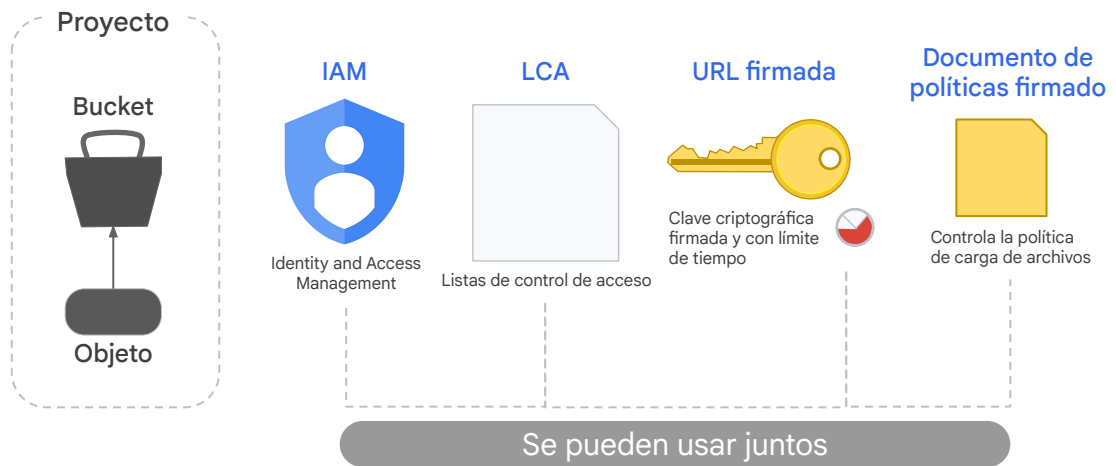 Proyecto
Bucket
Objeto
IAM
Identity and Access
Management
LCA
Listas de control de acceso
URL firmada
Clave criptográfica
firmada y con límite
de tiempo
Documento de
políticas firmado
Controla la política
de carga de archivos
Se pueden usar juntos